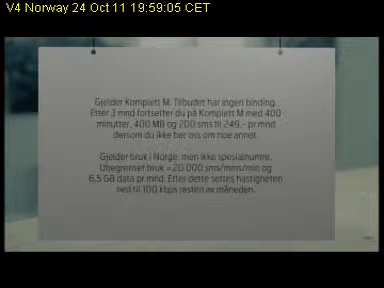 V4 Norway 24 Oct 11 19:59:05 CET
Gjelder Komplett M. Tilbudet har ingen binding.
Etter 3 mnd fortsetter du på Komplett M med 400
minutter, 400 MB og 200 sms til 249,- pr mnd
dersom du ikke ber oss om noe annet.
Gjelder bruk i Norge, men ikke spesialnumre.
Ubegrenset bruk = 20 000 sms/mms/min og
6,5 GB data pr mnd. Etter dette settes hastigheten
ned til 100 kbps resten av måneden.